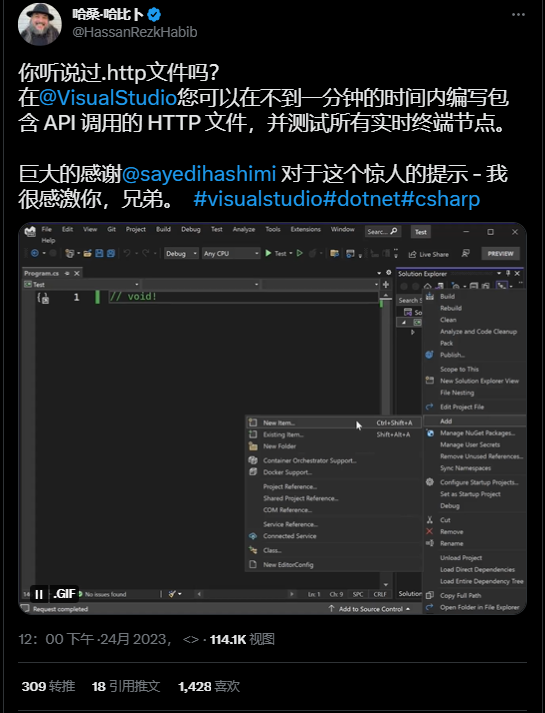 哈桑·哈比卜
@HassanRezkHabib
你听说过.http文件吗?
在@VisualStudio您可以在不到一分钟的时间内编写包
含 API 调用的 HTTP 文件，并测试所有实时终端节点。
巨大的感谢@sayedihashimi 对于这个惊人的提示 - 我
很感激你，兄弟。 #visualstudio#dotnet#csharp
File Edit View Git Project Build Debug Test Analyze Tools Extensions Window Searc... Test
Help
Debug Any CPU Test Live Share PREVIEW
Program.cs Solution Explorer
Test
1 // void!
Search S
So
Build
Rebuild
Clean
Analyze and Code Cleanup
Pack
Publish...
Scope to This
New Solution Explorer View
File Nesting
Edit Project File
Add
Manage NuGet Packages...
Manage User Secrets
Remove Unused References...
Sync Namespaces
Configure Startup Projects...
Set as Startup Project
Debug
Cut
Remove
Rename
Unload Project
Load Direct Dependencies
Load Entire Dependency Tree
Copy Full Path
Open Folder in File Explorer
New Item... Ctrl+Shift+A
Existing Item... Shift+Alt+A
New Folder
Container Orchestrator Support...
Docker Support...
Project Reference...
Shared Project Reference...
COM Reference...
Service Reference...
Connected Service
Class...
New EditorConfig
.GIF No issues found Ln: 1 Ch: 9 SPC CRLF Solution
Request completed Add to Source Control
12：00 下午 ·24月 2023， <> · 114.1K 视图
309 转推 18 引用推文 1,428 喜欢